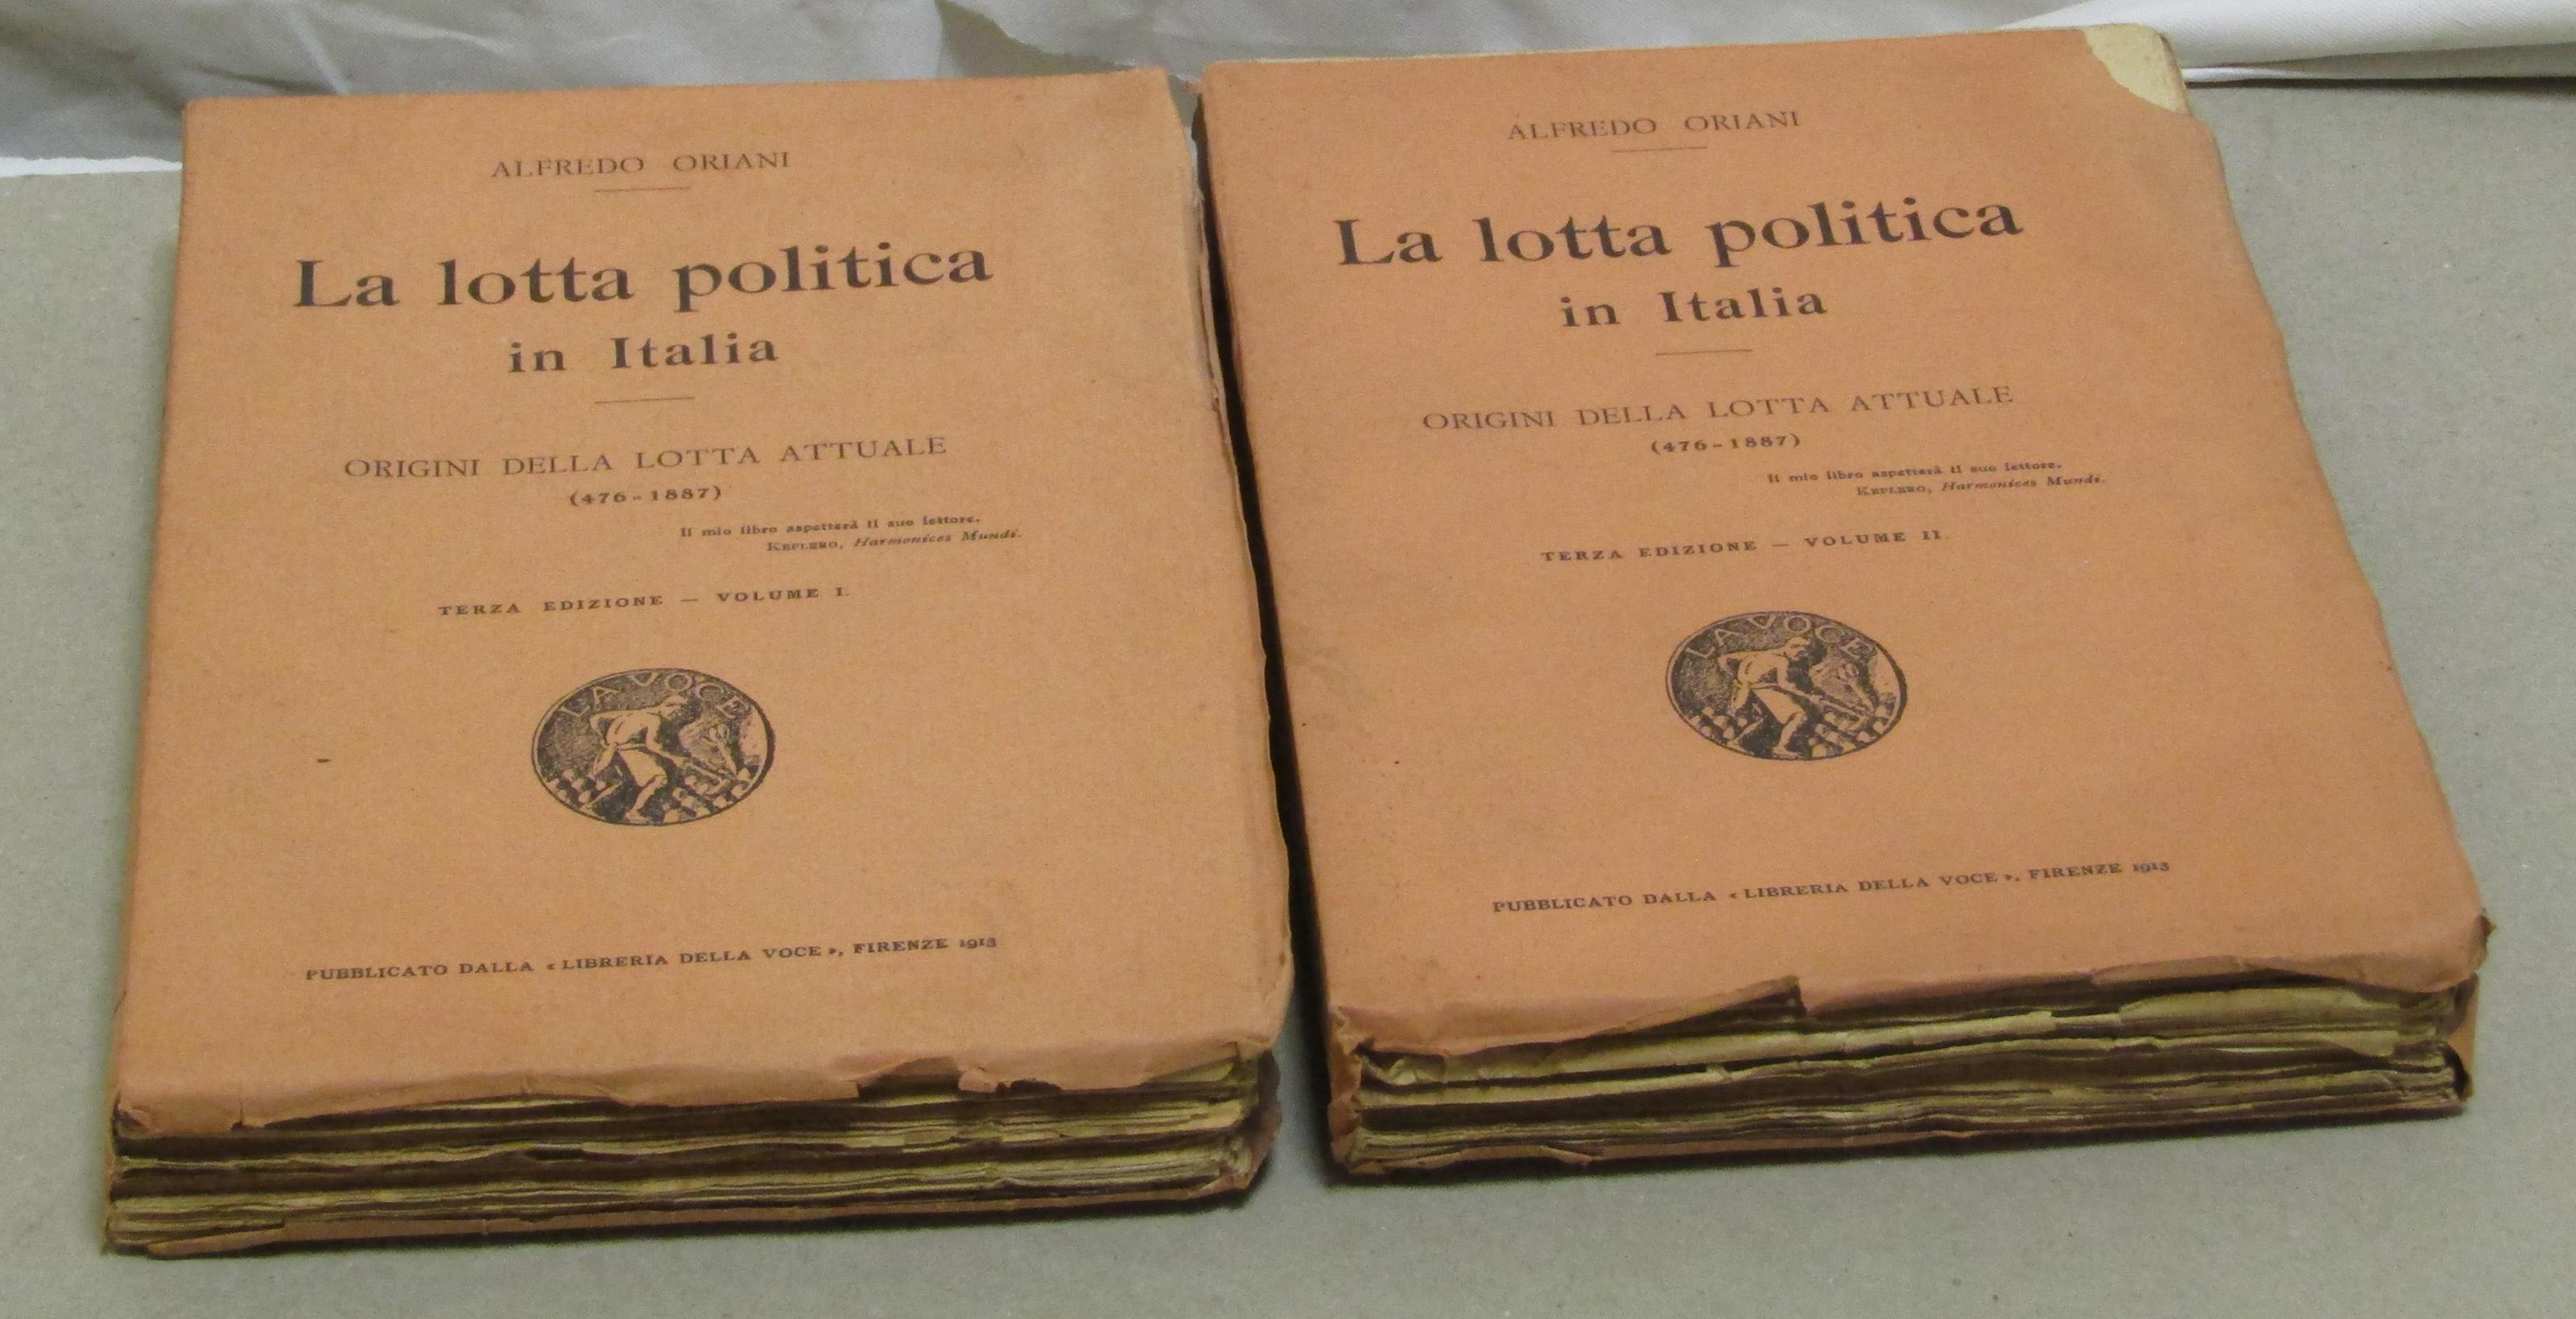 ALFREDO ORIANI
La lotta politica
in Italia
ORIGINI DELLA LOTTA ATTUALE
(476-1887)
Il mio libro aspetterà il suo lettore.
KEPLERO, Harmonices Mundi.
TERZA EDIZIONE — VOLUME I.
LA VOCE
PUBBLICATO DALLA « LIBRERIA DELLA VOCE », FIRENZE 1913
ALFREDO ORIANI
La lotta politica
in Italia
ORIGINI DELLA LOTTA ATTUALE
(476-1887)
Il mio libro aspetterà il suo lettore.
KEPLERO, Harmonices Mundi.
TERZA EDIZIONE — VOLUME II.
LA VOCE
PUBBLICATO DALLA « LIBRERIA DELLA VOCE », FIRENZE 1913